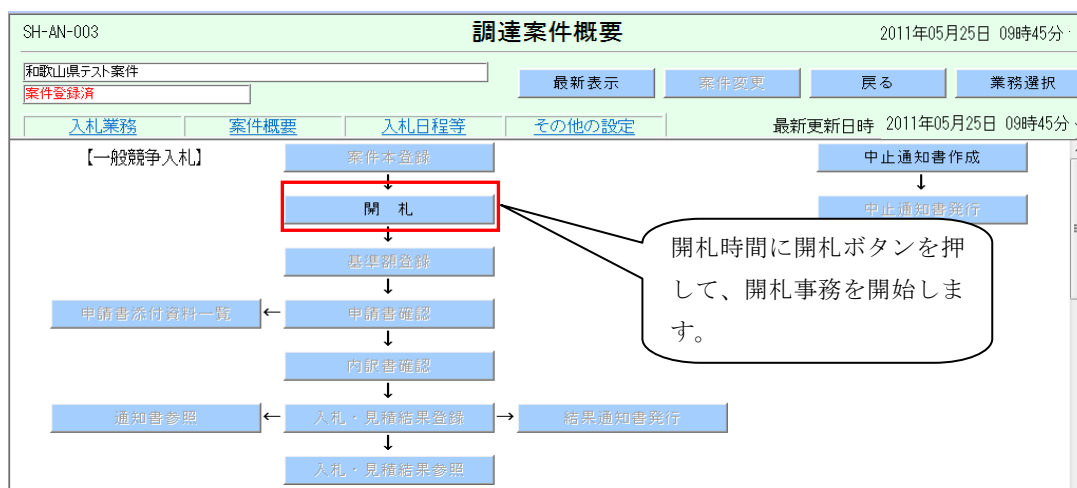 SH-AN-003
調達案件概要
2011年05月25日 09時45分
和歌山県テスト案件
案件登録済
最新表示
案件変更
戻る
業務選択
入札業務
案件概要
入札日程等
その他の設定
最新更新日時 2011年05月25日 09時45分
【一般競争入札】
案件本登録
中止通知書作成
↓
↓
開 札
中止通知書発行
↓
開札時間に開札ボタンを押
して、開札事務を開始しま
す。
基準額登録
↓
申請書添付資料一覧
←
申請書確認
↓
内訳書確認
↓
通知書参照
←
入札・見積結果登録
→
結果通知書発行
↓
入札・見積結果参照